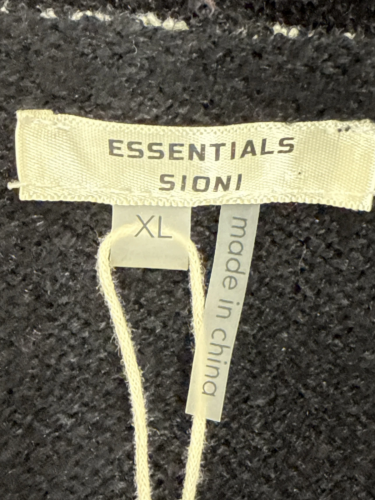 ESSENTIALS
SIONI
XL
made in china